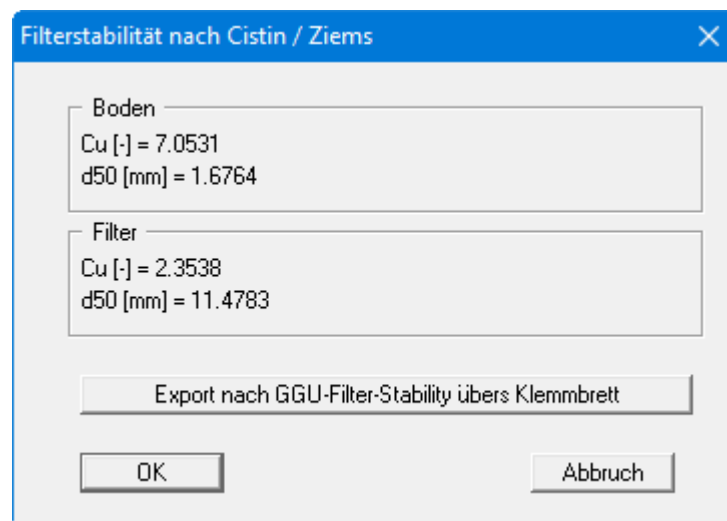 Filterstabilität nach Cistin / Ziems
Boden
Cu [-] = 7.0531
d50 [mm] = 1.6764
Filter
Cu [-] = 2.3538
d50 [mm] = 11.4783
Export nach GGU-Filter-Stability übers Klemmbrett
OK
Abbruch